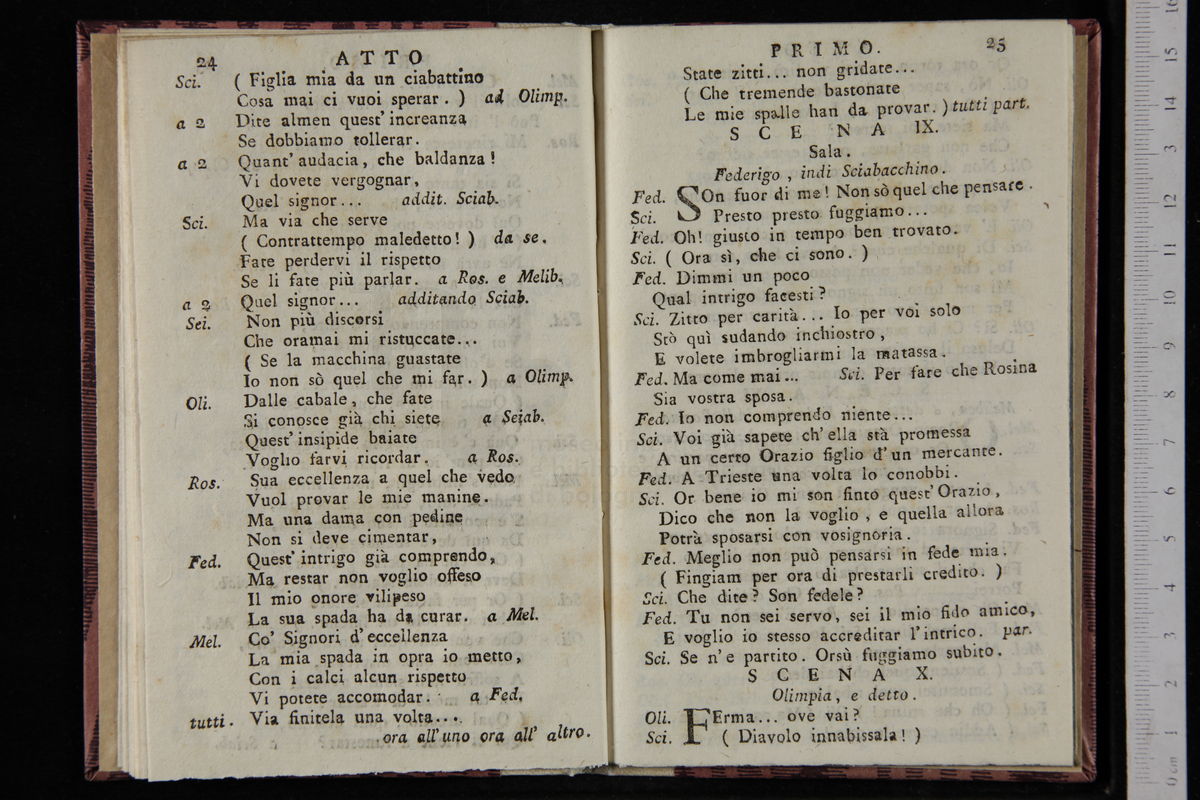 24 ATTO
Sci. ( Figlia mia da un ciabattino
Cosa mai ci vuoi sperar. ) ad Olimp.
a 2 Dite almen quest' increanza
Se dobbiamo tollerar.
a 2 Quant' audacia, che baldanza!
Vi dovete vergognar,
Quel signor... addit. Sciab.
Sci. Ma via che serve
( Contrattempo maledetto! ) da se.
Fate perdervi il rispetto
Se li fate più parlar. a Ros. e Melib.
a 2 Quel signor... additando Sciab.
Sei. Non più discorsi
Che oramai mi ristuccate...
( Se la macchina guastate
Io non sò quel che mi far. ) a Olimp.
Oli. Dalle cabale, che fate
Si conosce già chi siete a Sciab.
Quest' insipide baiate
Voglio farvi ricordar. a Ros.
Ros. Sua eccellenza a quel che vedo
Vuol provar le mie manine.
Ma una dama con pedine
Non si deve cimentar,
Fed. Quest' intrigo già comprendo,
Ma restar non voglio offeso
Il mio onore vilipeso
La sua spada ha da curar. a Mel.
Mel. Co' Signori d' eccellenza
La mia spada in opra io metto,
Con i calci alcun rispetto
Vi potete accomodar. a Fed.
tutti. Via finitela una volta...
ora all' uno ora all' altro.
PRIMO. 25
State zitti... non gridate...
( Che tremende bastonate
Le mie spalle han da provar. ) tutti part.
SCENA IX.
Sala.
Federigo, indi Sciabacchino.
Fed. SOn fuor di me! Non sò quel che pensare.
Sci. Presto presto fuggiamo...
Fed. Oh! giusto in tempo ben trovato.
Sci. ( Ora sì, che ci sono. )
Fed. Dimmi un poco
Qual intrigo facesti?
Sci. Zitto per carità... Io per voi solo
Stò quì sudando inchiostro,
E volete imbrogliarmi la matassa.
Fed. Ma come mai... Sci. Per fare che Rosina
Sia vostra sposa.
Fed. Io non comprendo niente...
Sci. Voi già sapete ch' ella stà promessa
A un certo Orazio figlio d' un mercante.
Fed. A Trieste una volta lo conobbi.
Sci. Or bene io mi son finto quest' Orazio,
Dico che non la voglio, e quella allora
Potrà sposarsi con vosignoria.
Fed. Meglio non può pensarsi in fede mia.
( Fingiam per ora di prestarli credito. )
Sci. Che dite? Son fedele?
Fed. Tu non sei servo, sei il mio fido amico,
E voglio io stesso accreditar l' intrico. par.
Sci. Se n' e partito. Orsù fuggiamo subito.
SCENA X.
Olimpia, e detto.
Oli. FErma... ove vai?
Sci. ( Diavolo innabissala! )